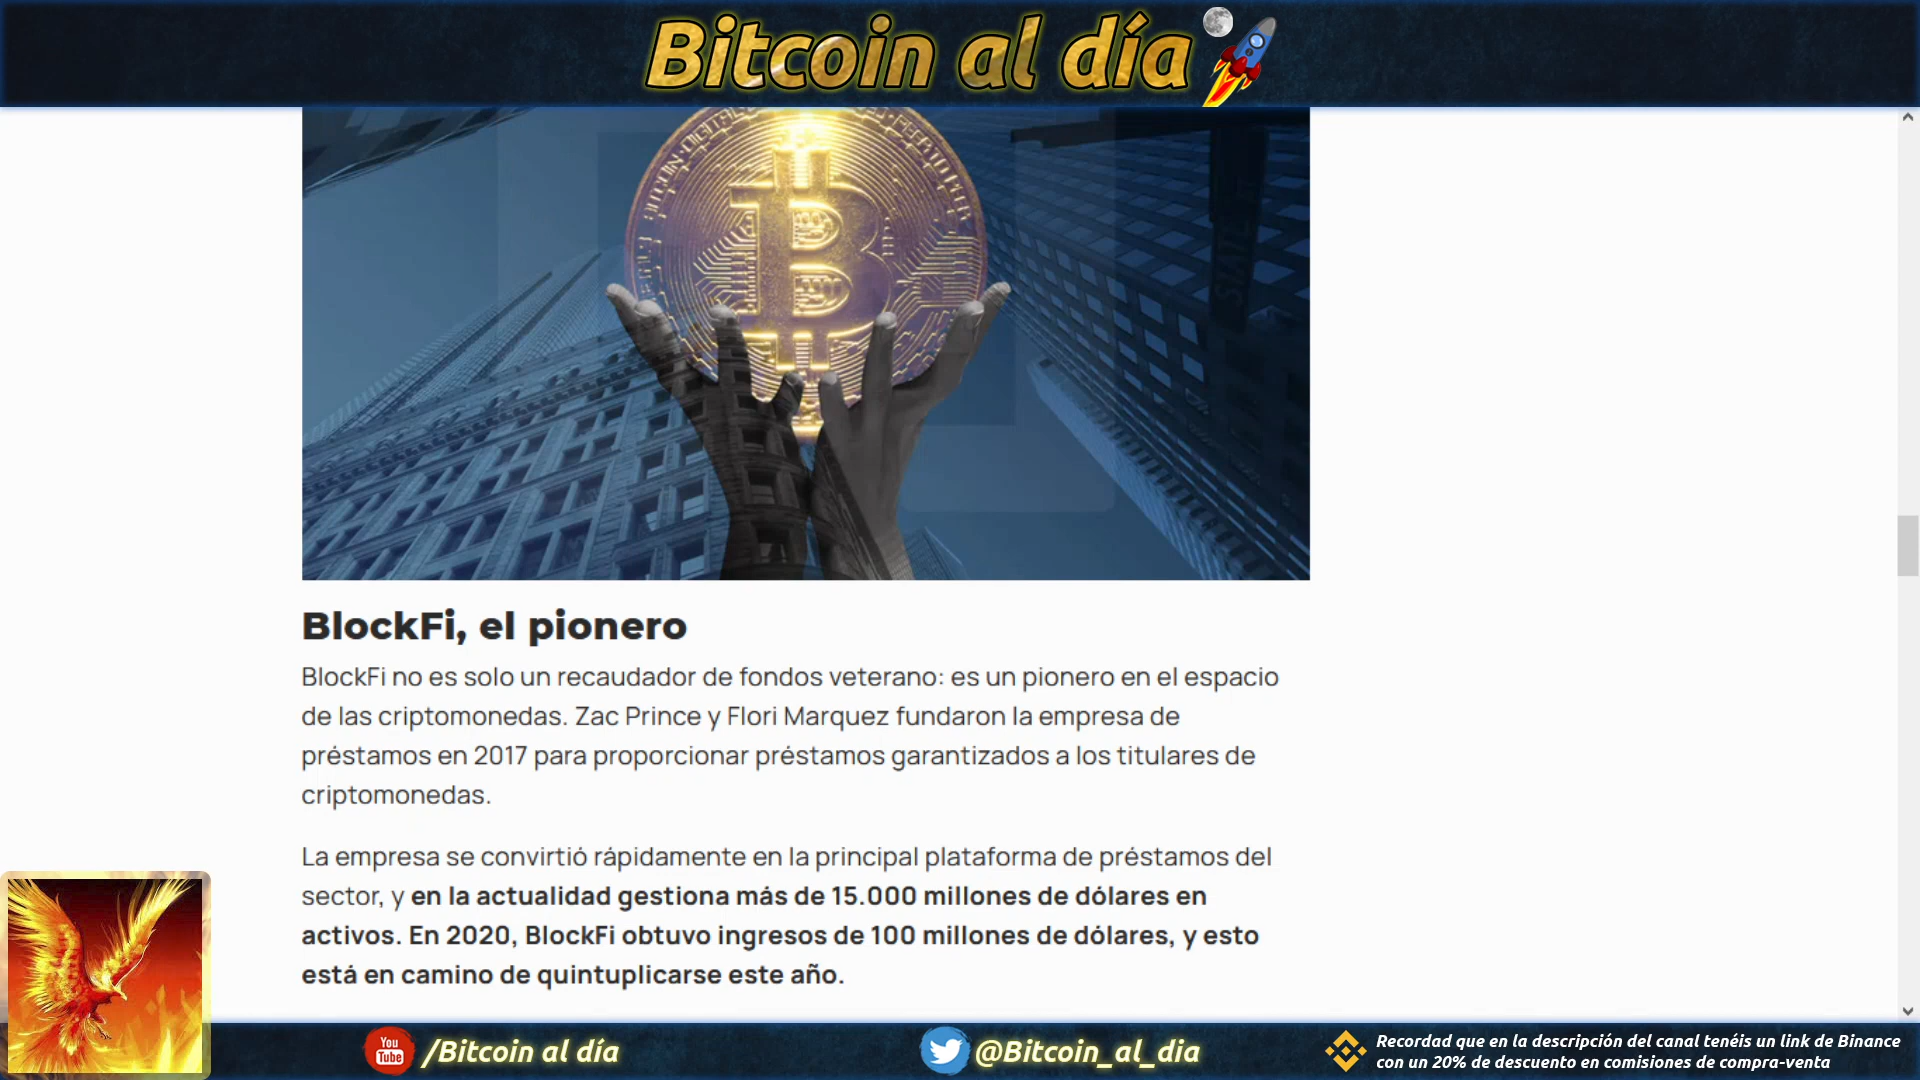 Bitcoin al día
BlockFi, el pionero
BlockFi no es solo un recaudador de fondos veterano: es un pionero en el espacio
de las criptomonedas. Zac Prince y Flori Marquez fundaron la empresa de
préstamos en 2017 para proporcionar préstamos garantizados a los titulares de
criptomonedas.
La empresa se convirtió rápidamente en la principal plataforma de préstamos del
sector, y en la actualidad gestiona más de 15.000 millones de dólares en
activos. En 2020, BlockFi obtuvo ingresos de 100 millones de dólares, y esto
está en camino de quintuplicarse este año.
You
Tube
/Bitcoin al día
@Bitcoin_al_dia
Recordad que en la descripción del canal tenéis un link de Binance
con un 20% de descuento en comisiones de compra-venta